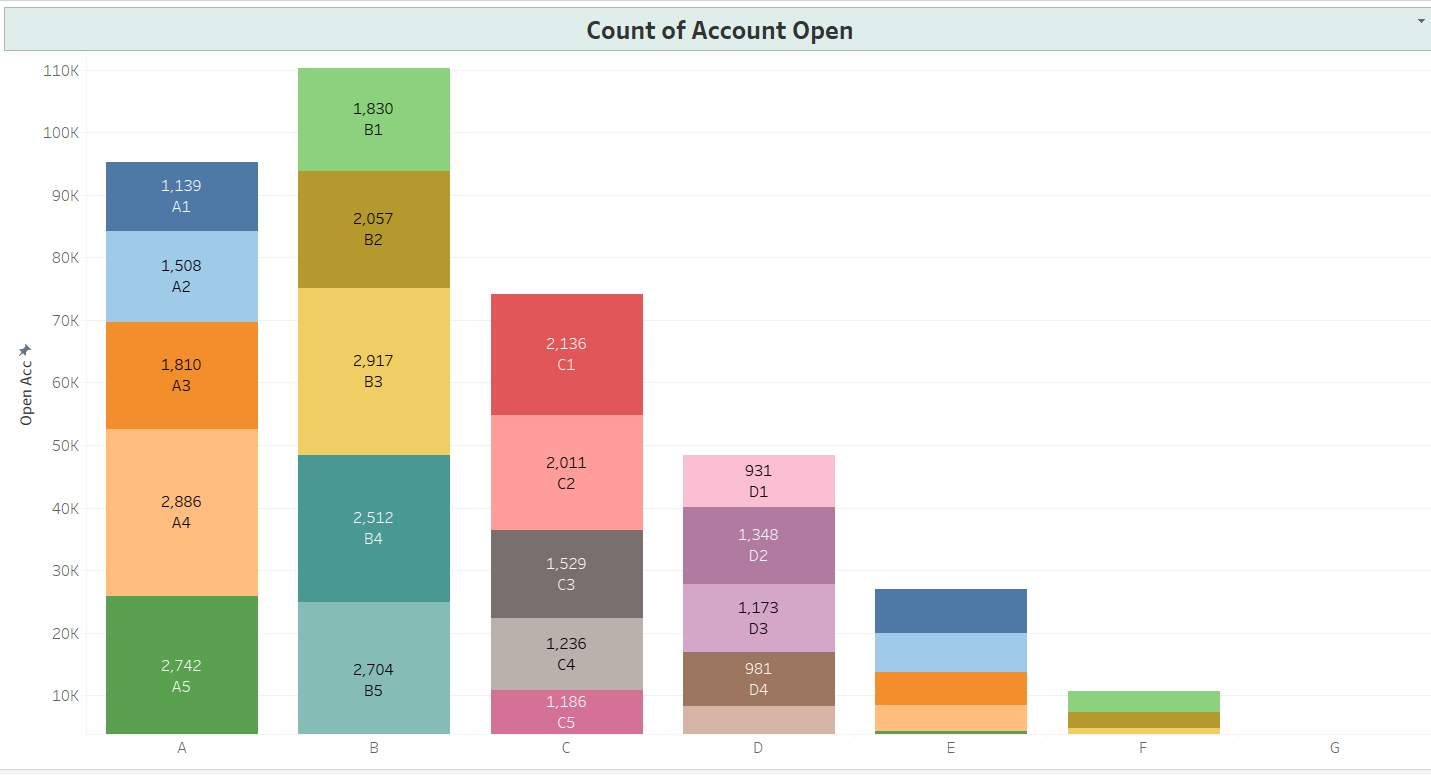 Count of Account Open
110K
100K
90K
80K
70K
60K
50K
40K
30K
20K
10K
Open Acc
1,139
A1
1,508
A2
1,810
A3
2,886
A4
2,742
A5
1,830
B1
2,057
B2
2,917
B3
2,512
B4
2,704
B5
2,136
C1
2,011
C2
1,529
C3
1,236
C4
1,186
C5
931
D1
1,348
D2
1,173
D3
981
D4
A
B
C
D
E
F
G